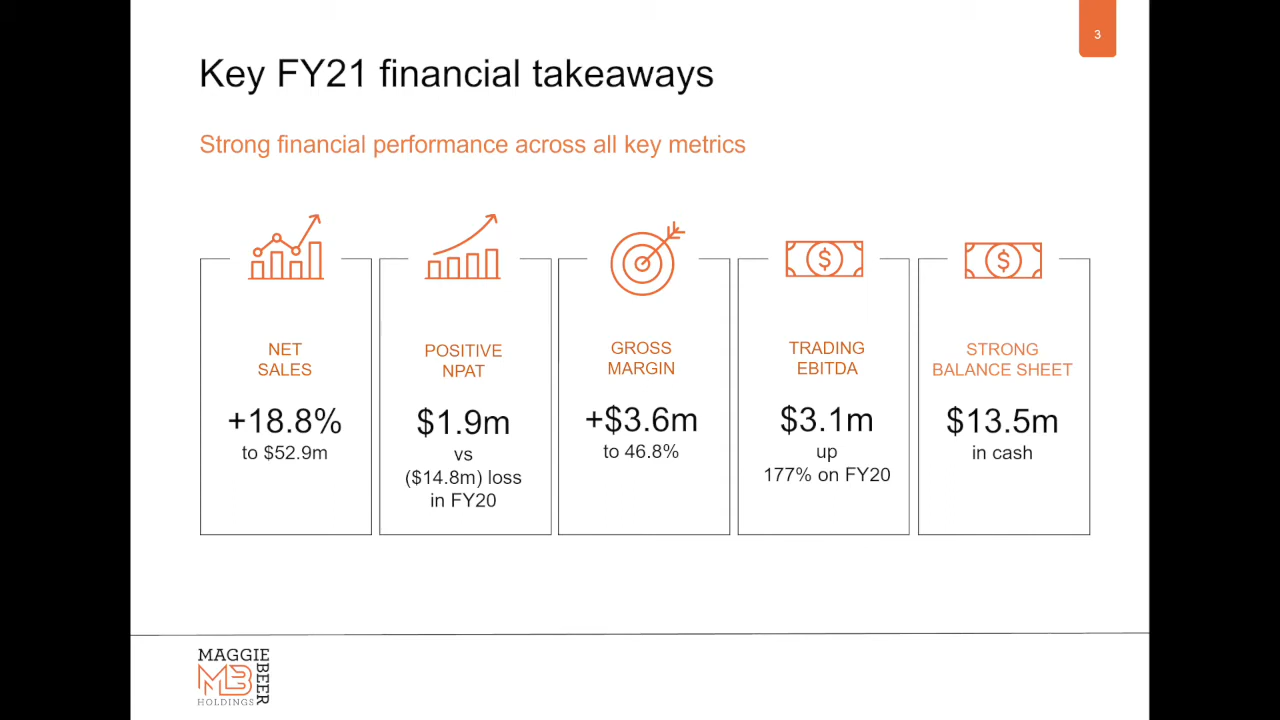 3
Key FY21 financial takeaways
Strong financial performance across all key metrics
NET
SALES
+18.8%
to $52.9m
POSITIVE
NPAT
$1.9m
vs
($14.8m) loss
in FY20
GROSS
MARGIN
+$3.6m
to 46.8%
TRADING
EBITDA
$3.1m
up
177% on FY20
STRONG
BALANCE SHEET
$13.5m
in cash
MAGGIE
BEER
MB
HOLDINGS